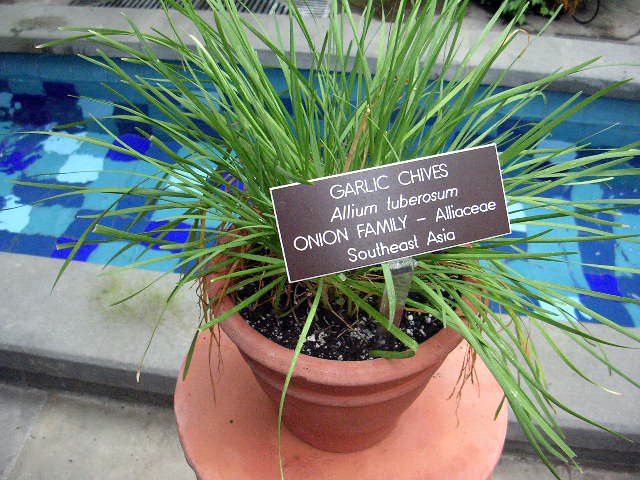 GARLIC CHIVES
Allium tuberosum
ONION FAMILY – Alliaceae
Southeast Asia